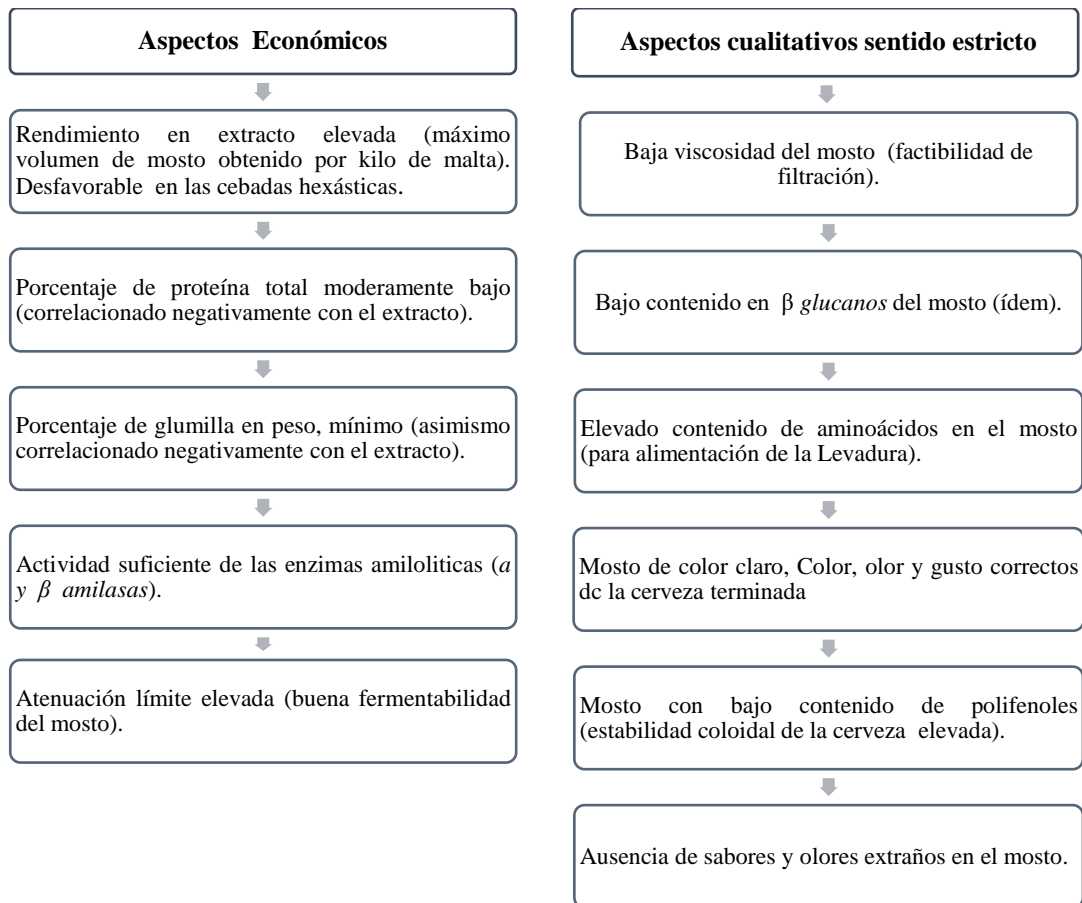 Aspectos Económicos
Rendimiento en extracto elevada (máximo
volumen de mosto obtenido por kilo de malta).
Desfavorable en las cebadas hexásticas.
Porcentaje de proteína total moderamente bajo
(correlacionado negativamente con el extracto).
Porcentaje de glumilla en peso, mínimo (asimismo
correlacionado negativamente con el extracto).
Actividad suficiente de las enzimas amiloliticas (a
y β amilasas).
Atenuación límite elevada (buena fermentabilidad
del mosto).
Aspectos cualitativos sentido estricto
Baja viscosidad del mosto (factibilidad de
filtración).
Bajo contenido en β glucanos del mosto (ídem).
Elevado contenido de aminoácidos en el mosto
(para alimentación de la Levadura).
Mosto de color claro, Color, olor y gusto correctos
dc la cerveza terminada
Mosto con bajo contenido de polifenoles
(estabilidad coloidal de la cerveza elevada).
Ausencia de sabores y olores extraños en el mosto.